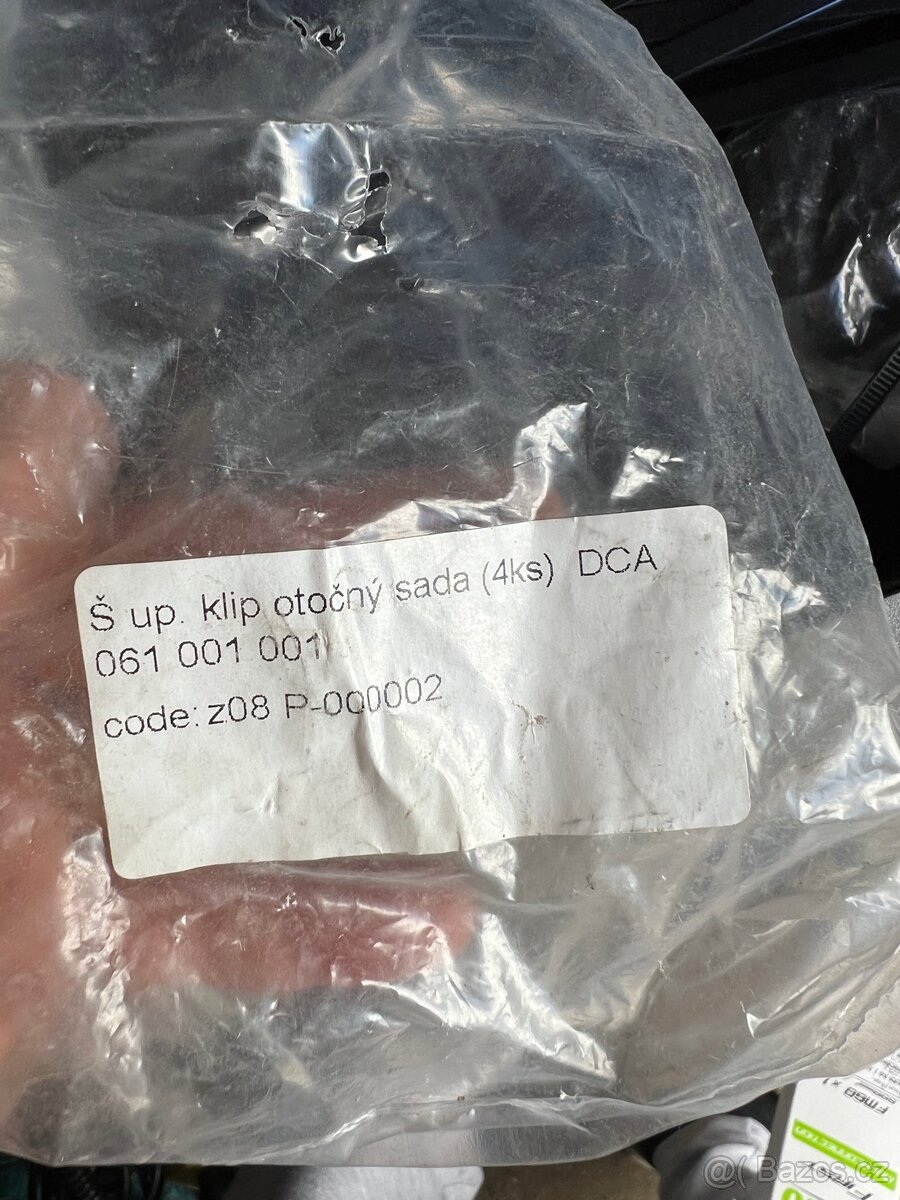 Š up. klip otočný sada (4ks) DCA
061 001 001
code: z08 P-000002
@( Bazos.cz